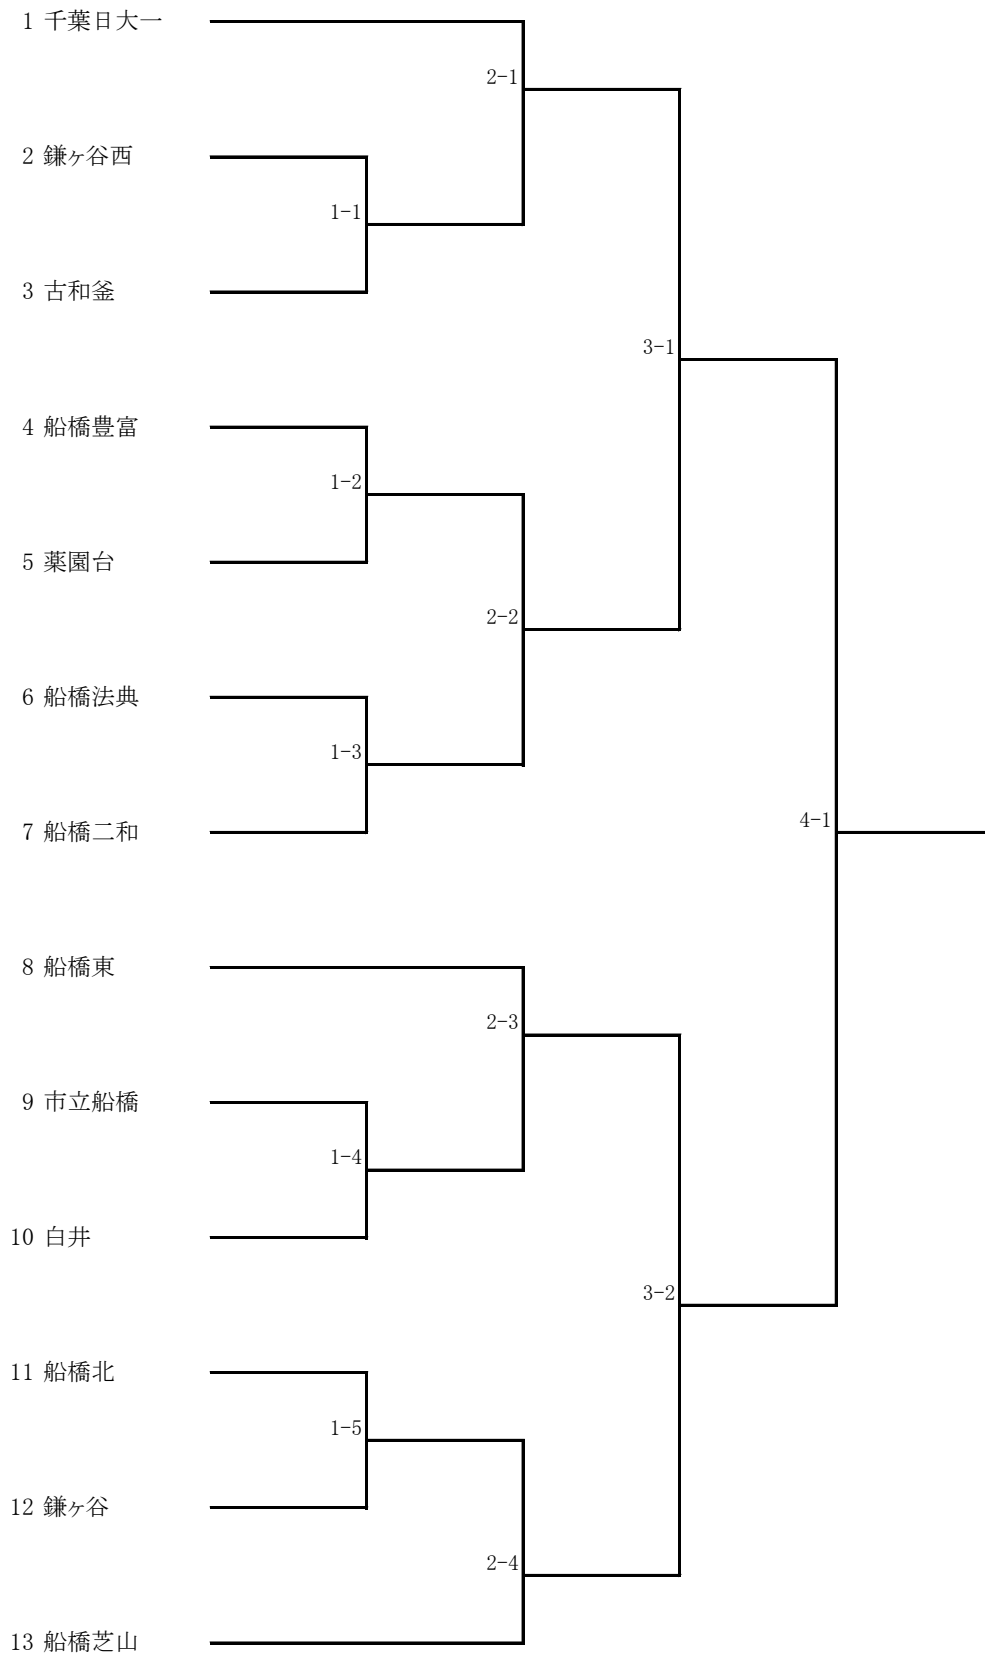 1 千葉日大一
2-1
2 鎌ヶ谷西
1-1
3 古和釜
3-1
4 船橋豊富
1-2
5 薬園台
2-2
6 船橋法典
1-3
7 船橋二和
4-1
8 船橋東
2-3
9 市立船橋
1-4
10 白井
3-2
11 船橋北
1-5
12 鎌ヶ谷
2-4
13 船橋芝山